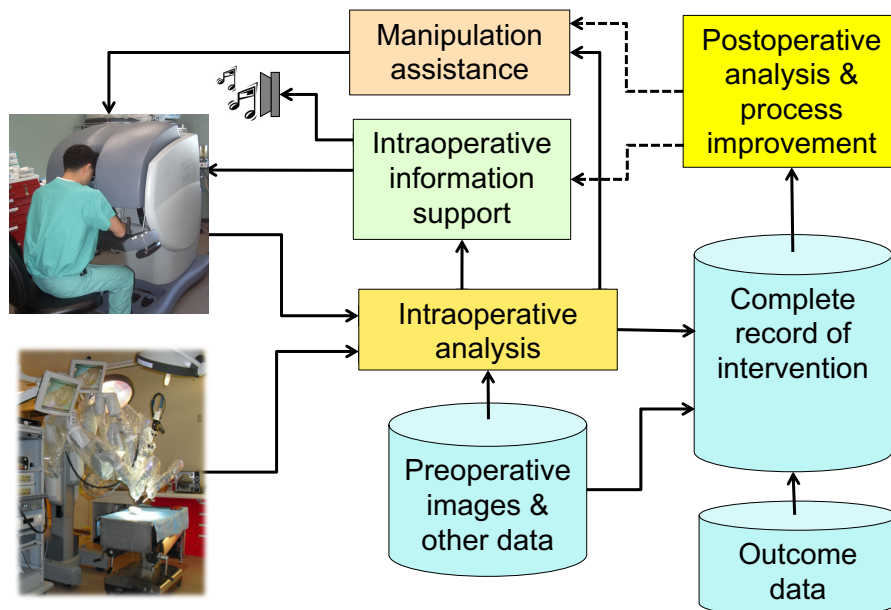 Manipulation
assistance
Postoperative
analysis &
process
improvement
Intraoperative
information
support
Intraoperative
analysis
Complete
record of
intervention
Preoperative
images &
other data
Outcome
data